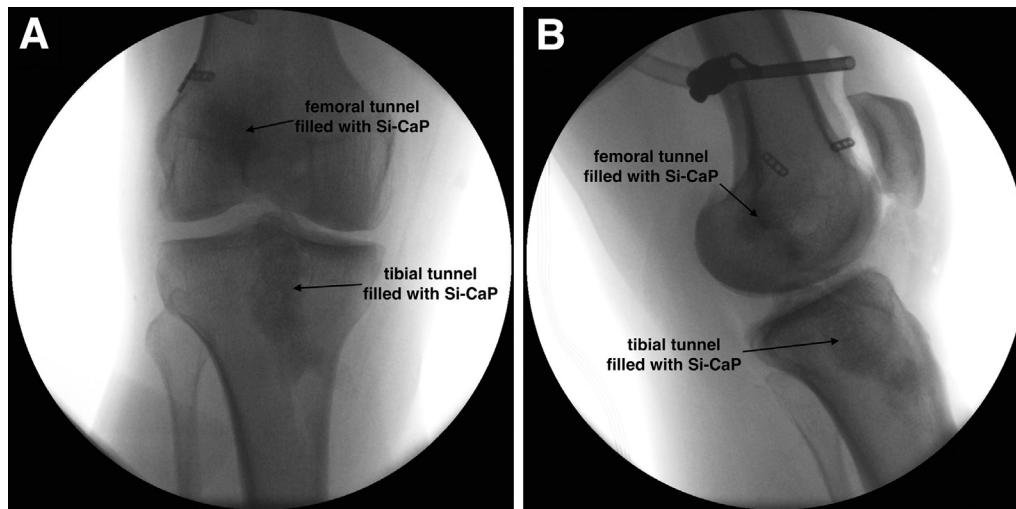 A
femoral tunnel
filled with Si-CaP
tibial tunnel
filled with Si-CaP
B
femoral tunnel
filled with Si-CaP
tibial tunnel
filled with Si-CaP